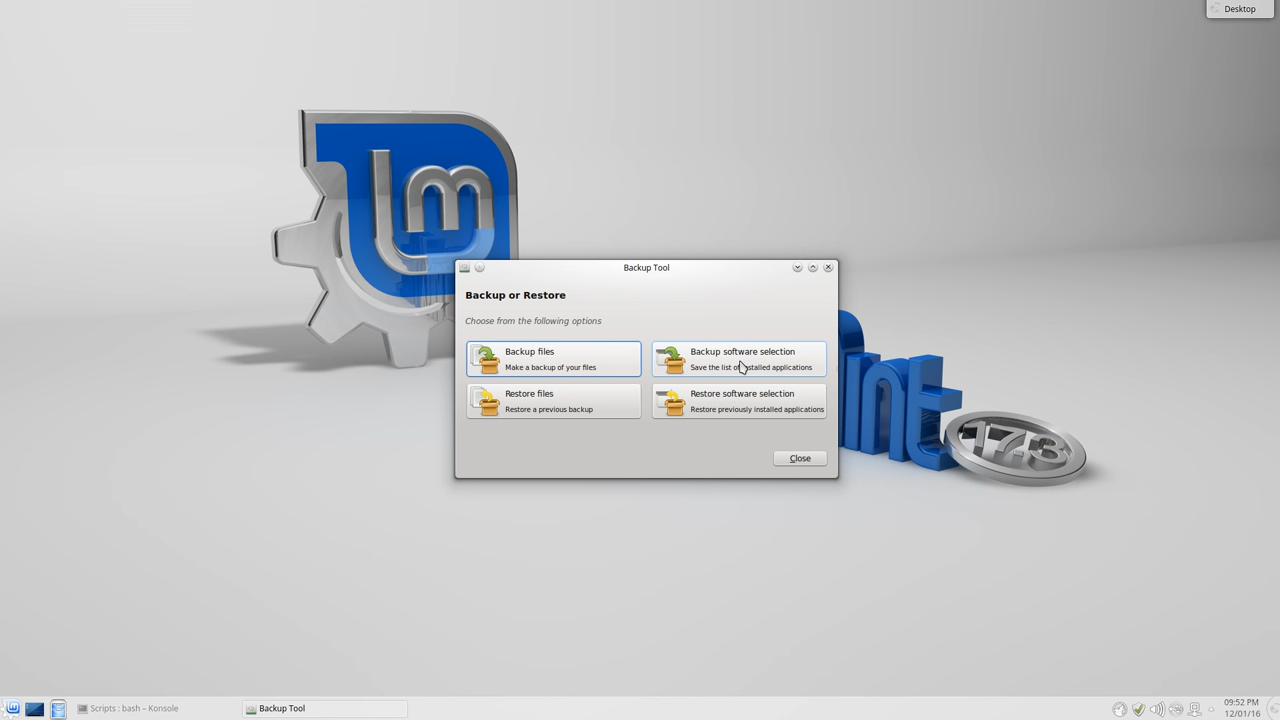 Desktop
lm
Backup Tool
Backup or Restore
Choose from the following options
Backup files
Make a backup of your files
Backup software selection
Save the list of installed applications
Restore files
Restore a previous backup
Restore software selection
Restore previously installed applications
Close
int
17.3
Scripts : bash – Konsole
Backup Tool
09:52 PM
12/01/16